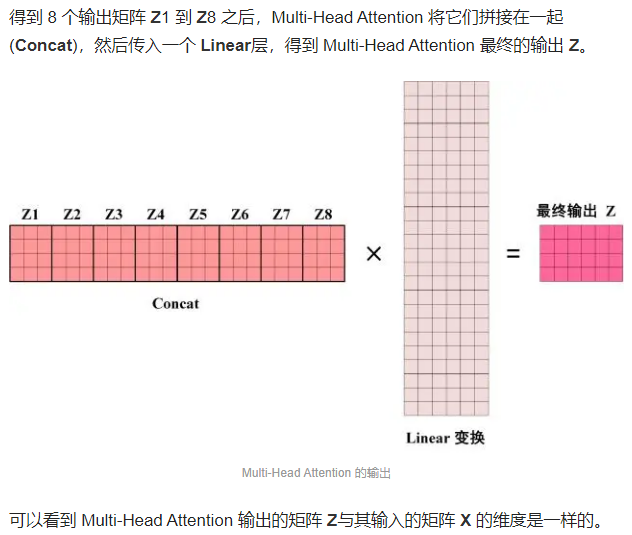 得到 8 个输出矩阵 Z1 到 Z8 之后，Multi-Head Attention 将它们拼接在一起
(Concat)，然后传入一个 Linear层，得到 Multi-Head Attention 最终的输出 Z。
Z1 Z2 Z3 Z4 Z5 Z6 Z7 Z8
最终输出 Z
× =
Concat
Linear 变换
Multi-Head Attention 的输出
可以看到 Multi-Head Attention 输出的矩阵 Z与其输入的矩阵 X 的维度是一样的。